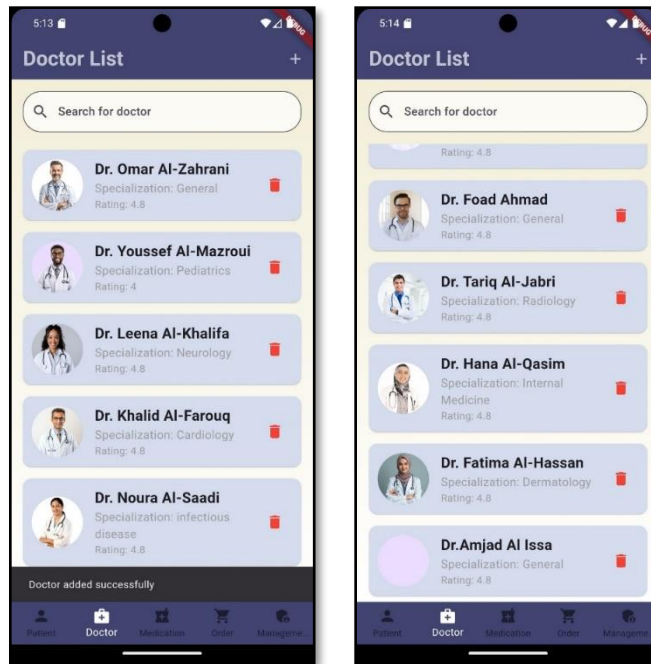 5:13
DEBUG
Doctor List
+
Search for doctor
Dr. Omar Al-Zahrani
Specialization: General
Rating: 4.8
Dr. Youssef Al-Mazroui
Specialization: Pediatrics
Rating: 4
Dr. Leena Al-Khalifa
Specialization: Neurology
Rating: 4.8
Dr. Khalid Al-Farouq
Specialization: Cardiology
Rating: 4.8
Dr. Noura Al-Saadi
Specialization: infectious
disease
Rating: 4.8
Doctor added successfully
Patient Doctor Medication Order Manageme...
5:14
DEBUG
Doctor List
+
Search for doctor
Rating: 4.8
Dr. Foad Ahmad
Specialization: General
Rating: 4.8
Dr. Tariq Al-Jabri
Specialization: Radiology
Rating: 4.8
Dr. Hana Al-Qasim
Specialization: Internal
Medicine
Rating: 4.8
Dr. Fatima Al-Hassan
Specialization: Dermatology
Rating: 4.8
Dr.Amjad Al Issa
Specialization: General
Rating: 4.8
Patient Doctor Medication Order Manageme...